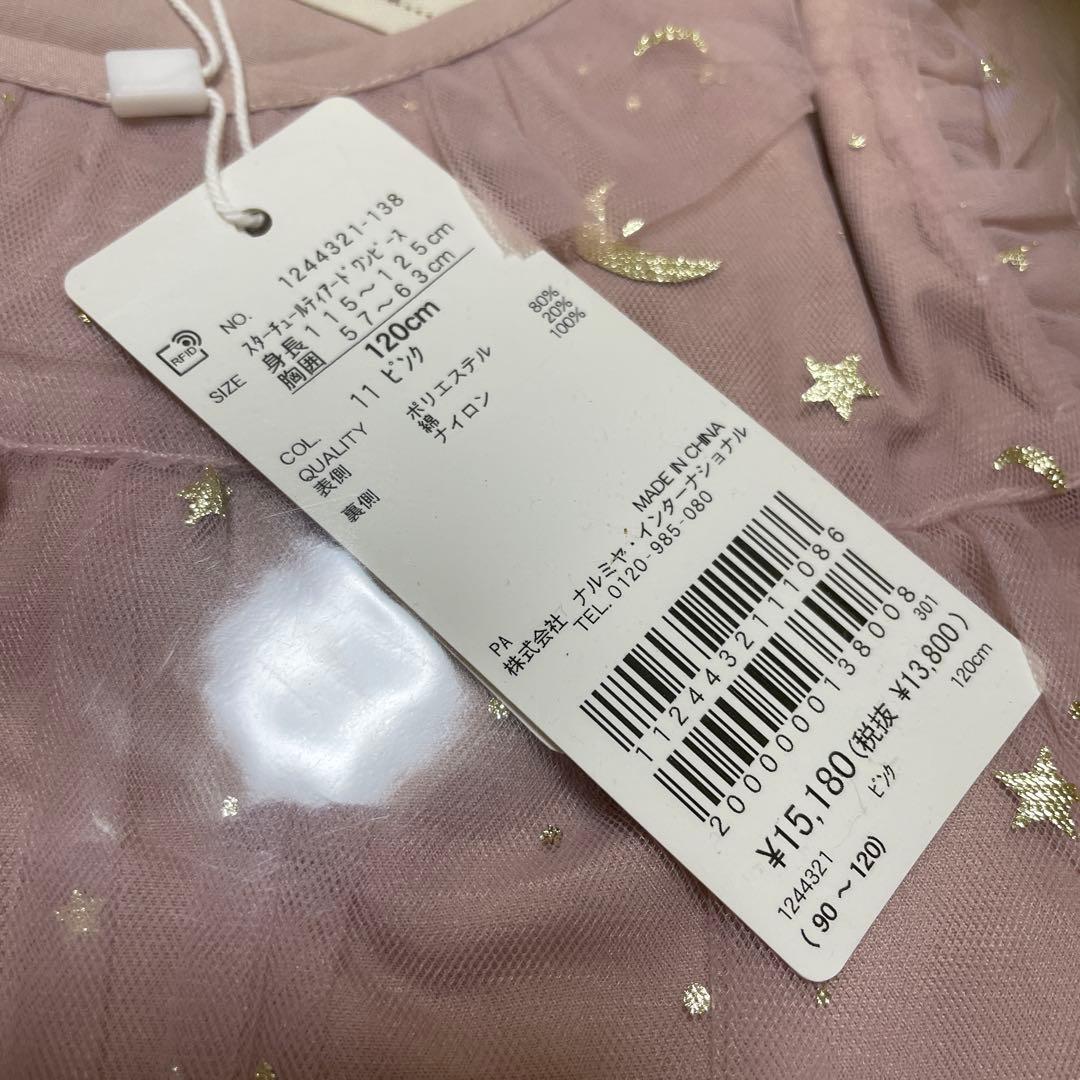 RFID
NO. 1244321-138
スターチュールティアードワンピース
SIZE 身長115~125cm
胸囲 57~63cm
120cm
COL. 11 ピンク
QUALITY
表側 ポリエステル 80%
綿 20%
裏側 ナイロン 100%
MADE IN CHINA
PA
株式会社 ナルミヤ・インターナショナル
TEL.0120-985-080
1124432111086
2000000138008
301
¥15,180(税抜 ¥13,800)
1244321 ピンク 120cm
(90~120)